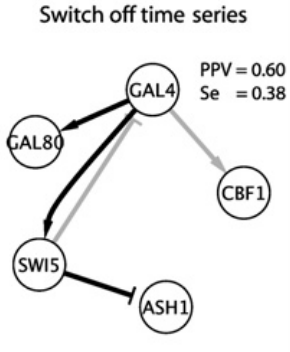 Switch off time series
PPV = 0.60
Se = 0.38
GAL4
GAL80
CBF1
SWI5
ASH1